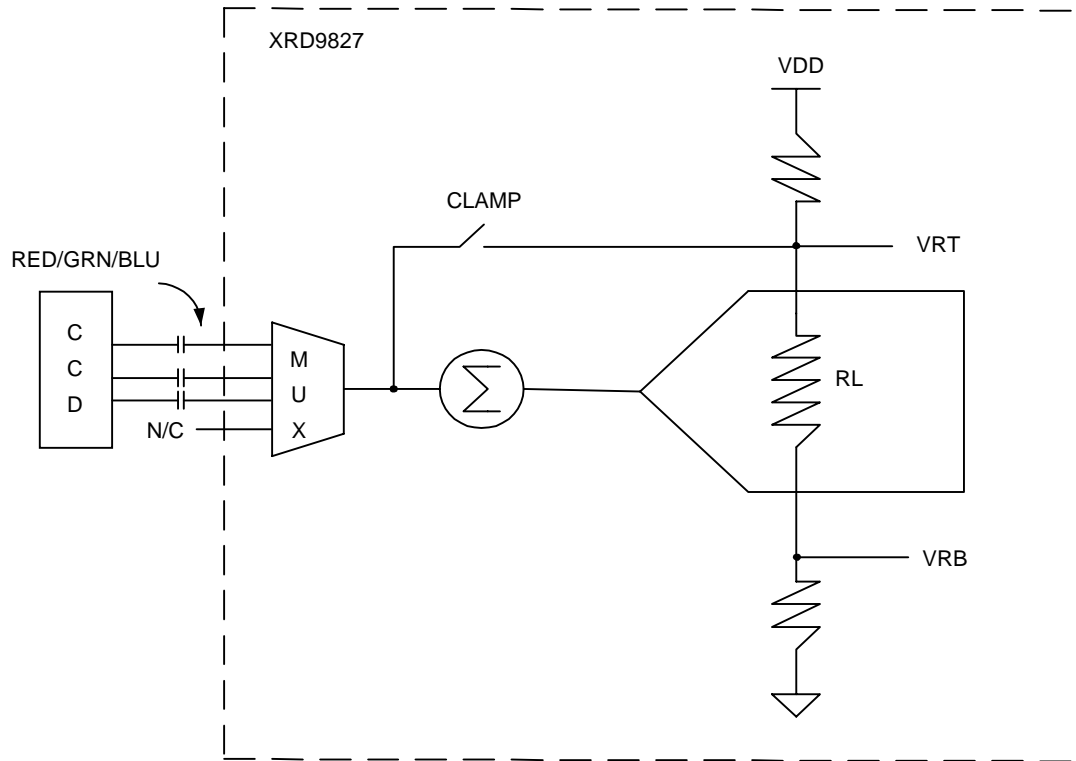 XRD9827
VDD
CLAMP
VRT
RED/GRN/BLU
C
C
D
M
U
X
N/C
Σ
RL
VRB